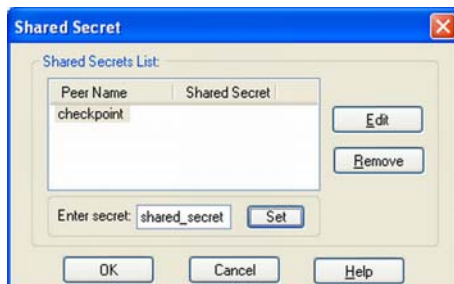 Shared Secret
Shared Secrets List:
Peer Name Shared Secret
checkpoint
Edit
Remove
Enter secret: shared_secret Set
OK Cancel Help